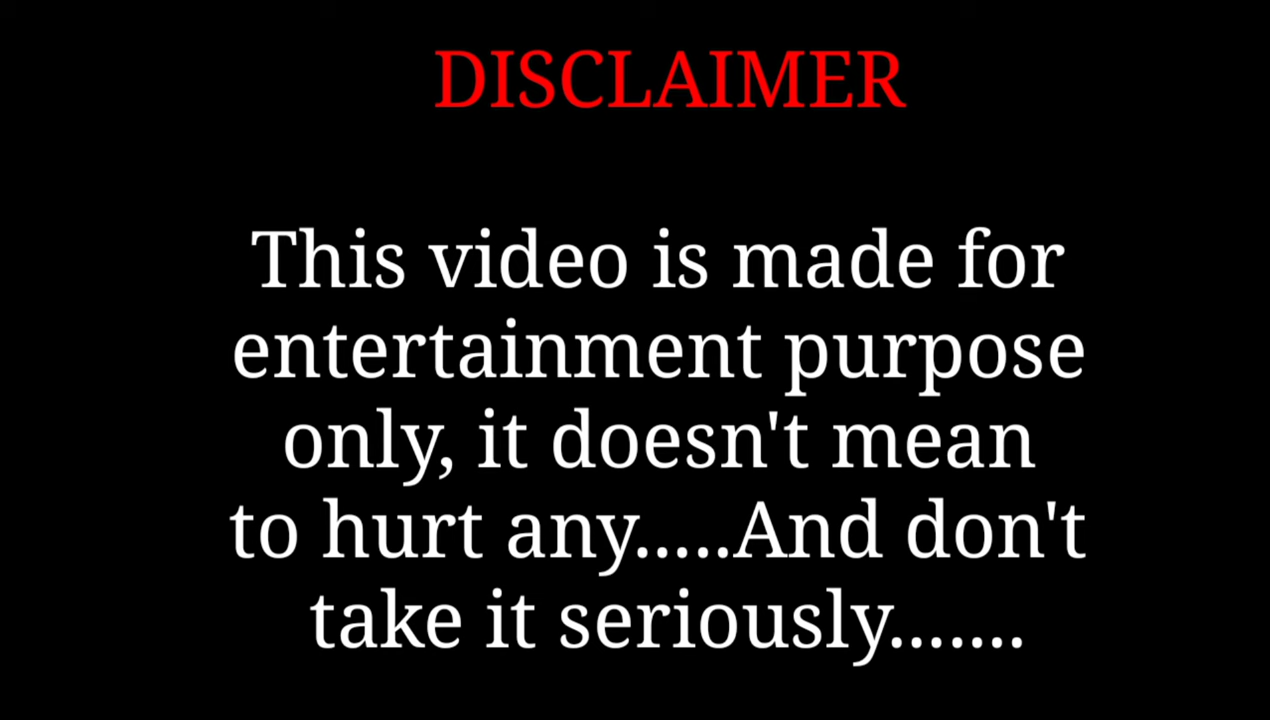 DISCLAIMER
This video is made for
entertainment purpose
only, it doesn't mean
to hurt any.....And don't
take it seriously.......